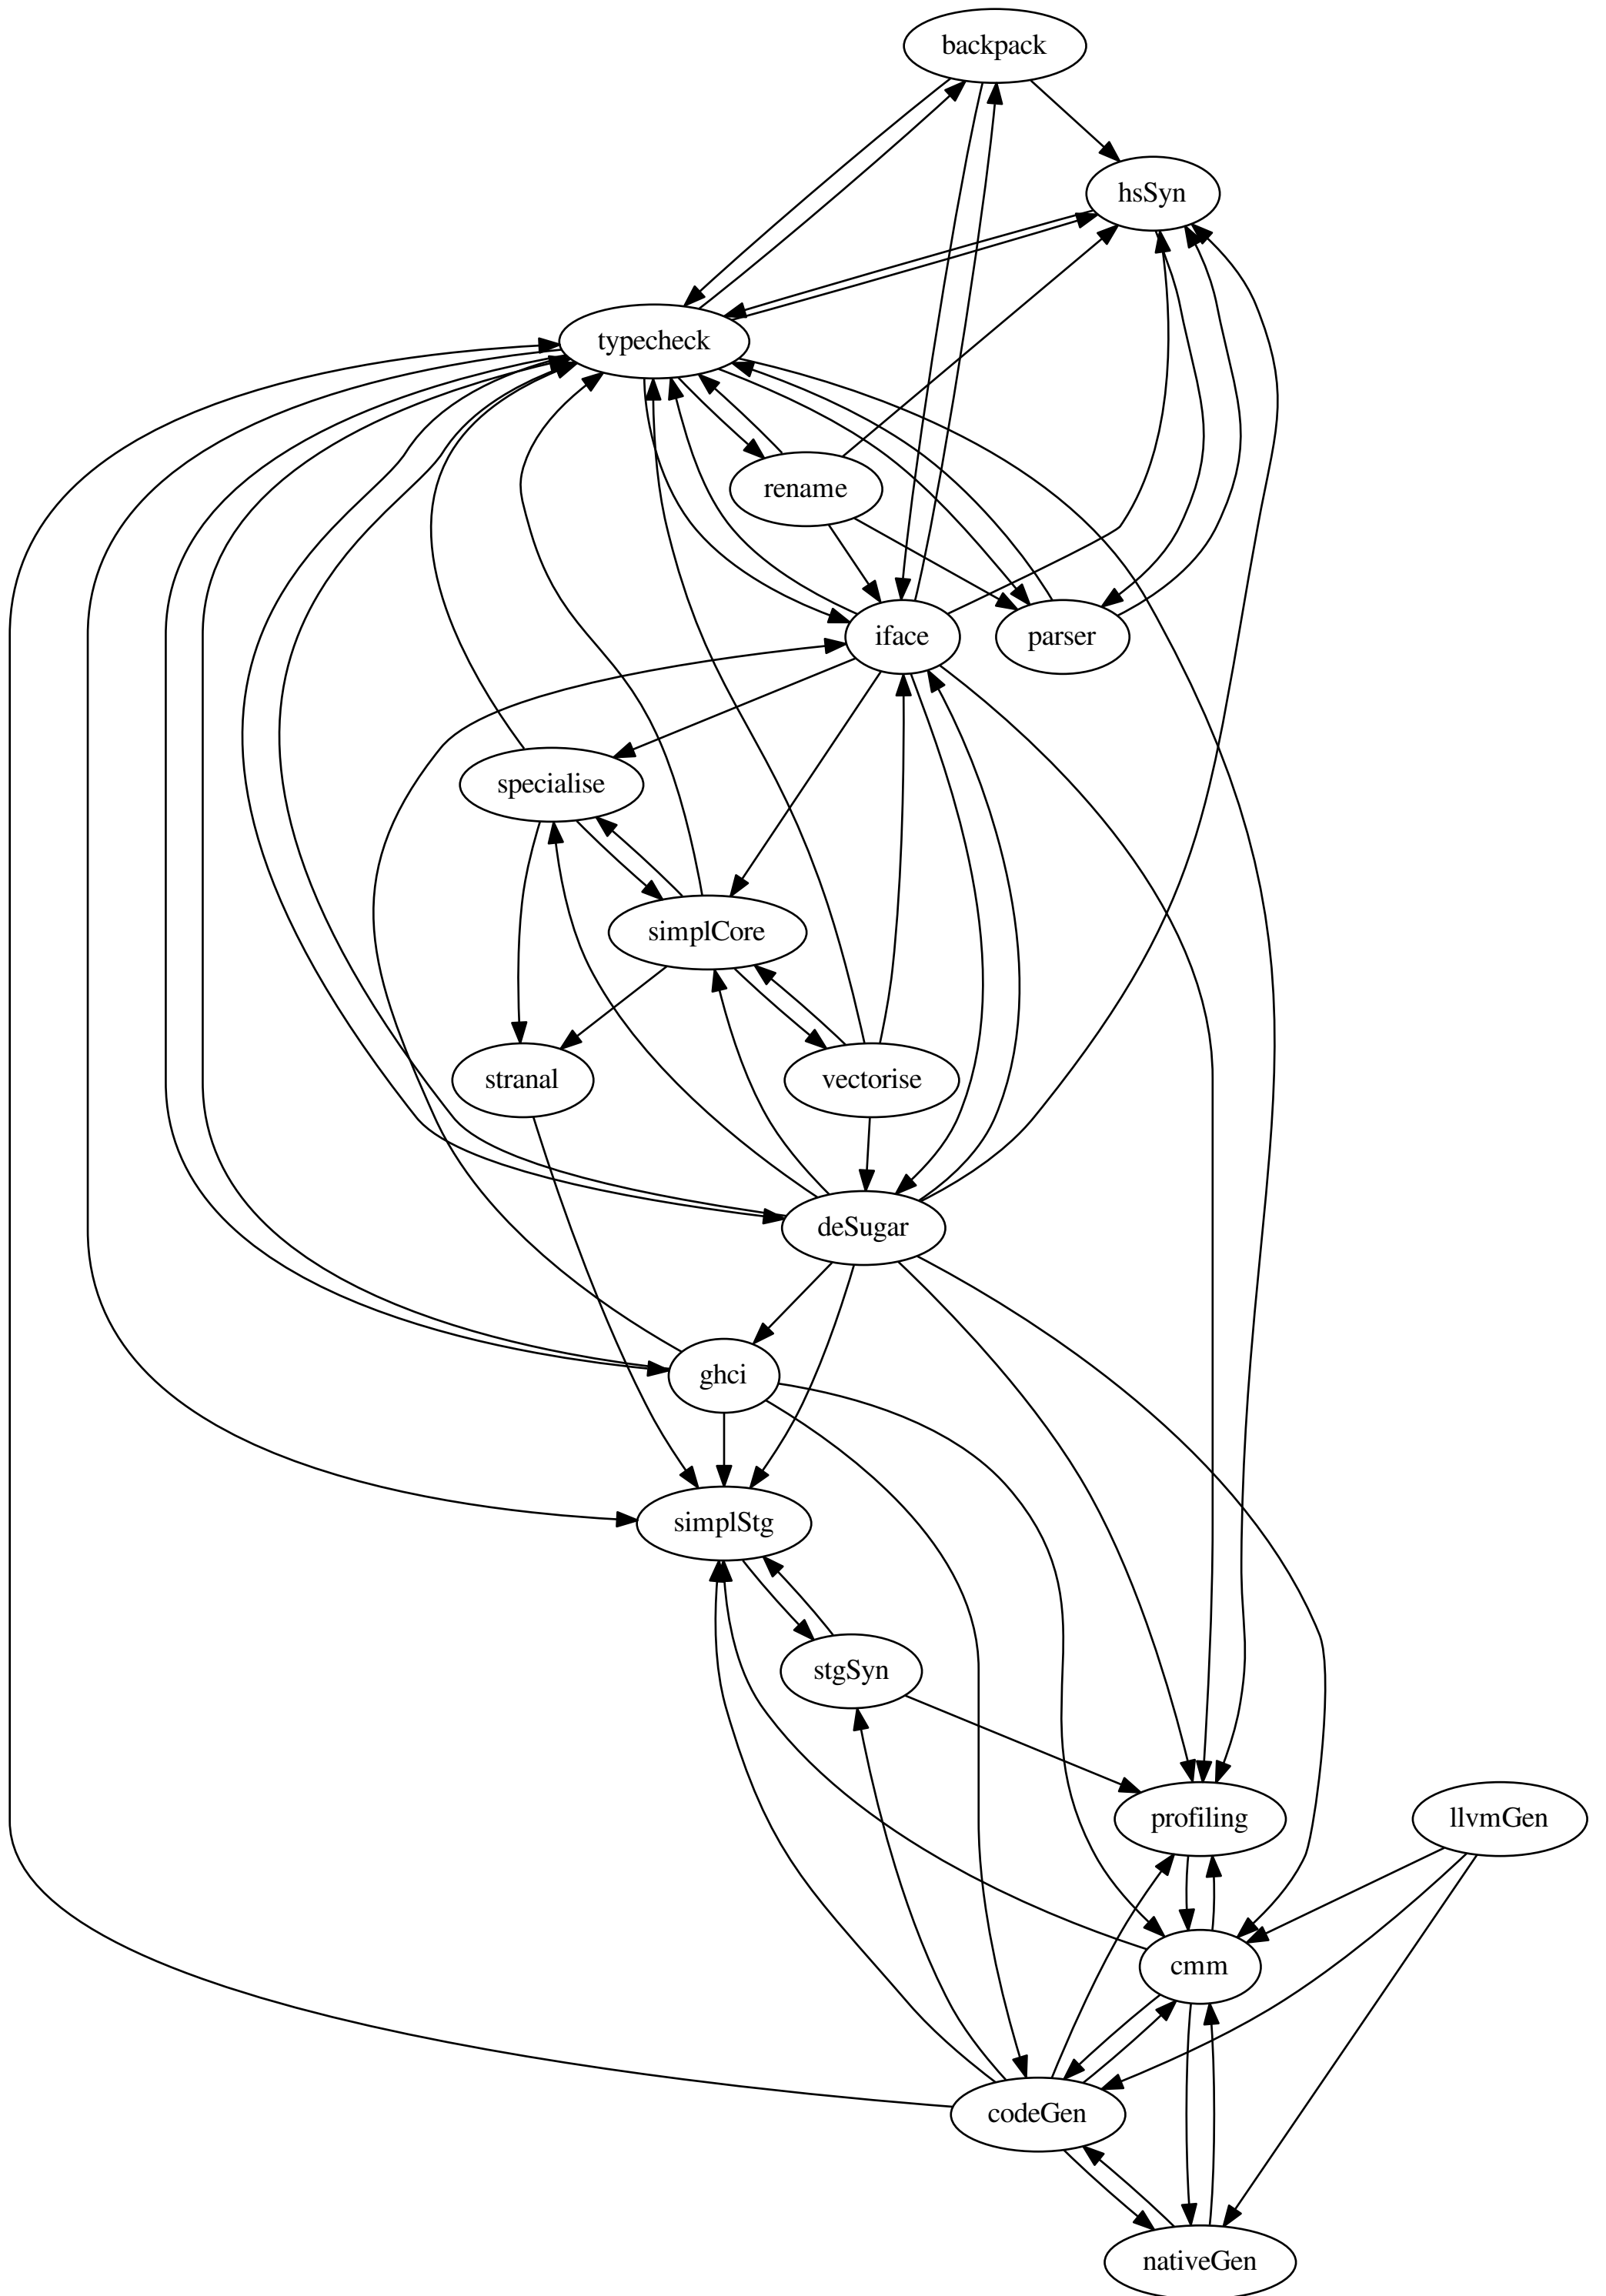 backpack
hsSyn
typecheck
rename
iface
parser
specialise
simplCore
stranal
vectorise
deSugar
ghci
simplStg
stgSyn
profiling
llvmGen
cmm
codeGen
nativeGen